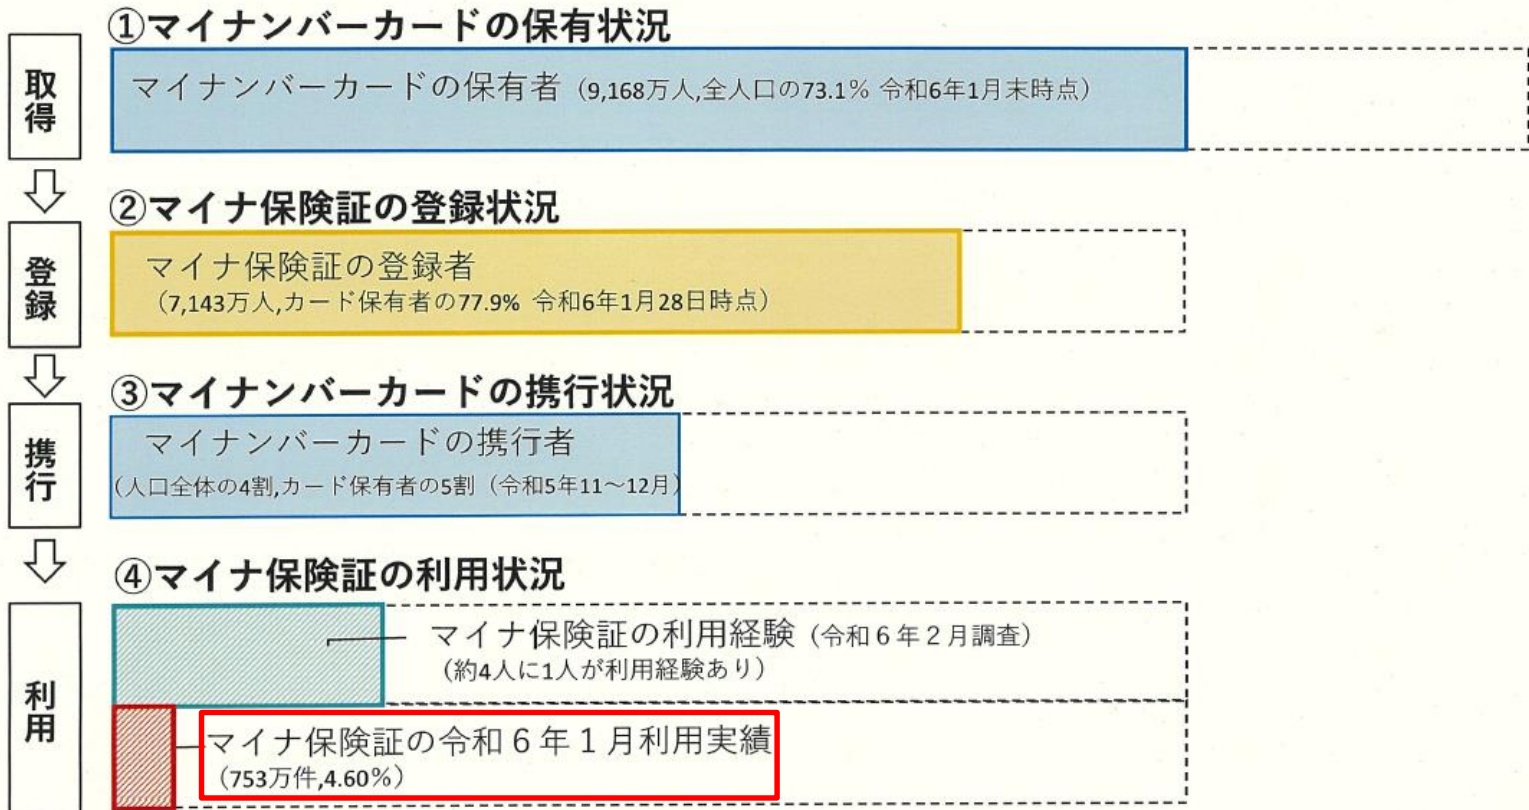 ①マイナンバーカードの保有状況
取得
マイナンバーカードの保有者（9,168万人,全人口の73.1% 令和6年1月末時点）
②マイナ保険証の登録状況
登録
マイナ保険証の登録者
（7,143万人,カード保有者の77.9% 令和6年1月28日時点）
③マイナンバーカードの携行状況
携行
マイナンバーカードの携行者
（人口全体の4割,カード保有者の5割（令和5年11～12月）
④マイナ保険証の利用状況
利用
マイナ保険証の利用経験（令和６年２月調査）
（約4人に1人が利用経験あり）
マイナ保険証の令和６年１月利用実績
（753万件,4.60％）